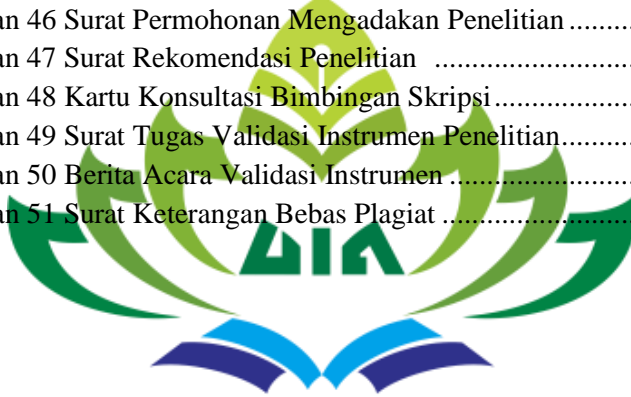 an 46 Surat Permohonan Mengadakan Penelitian ..........
an 47 Surat Rekomendasi Penelitian ....................
an 48 Kartu Konsultasi Bimbingan Skripsi ....................
an 49 Surat Tugas Validasi Instrumen Penelitian..........
an 50 Berita Acara Validasi Instrumen ..........................
an 51 Surat Keterangan Bebas Plagiat ...........................
UIN